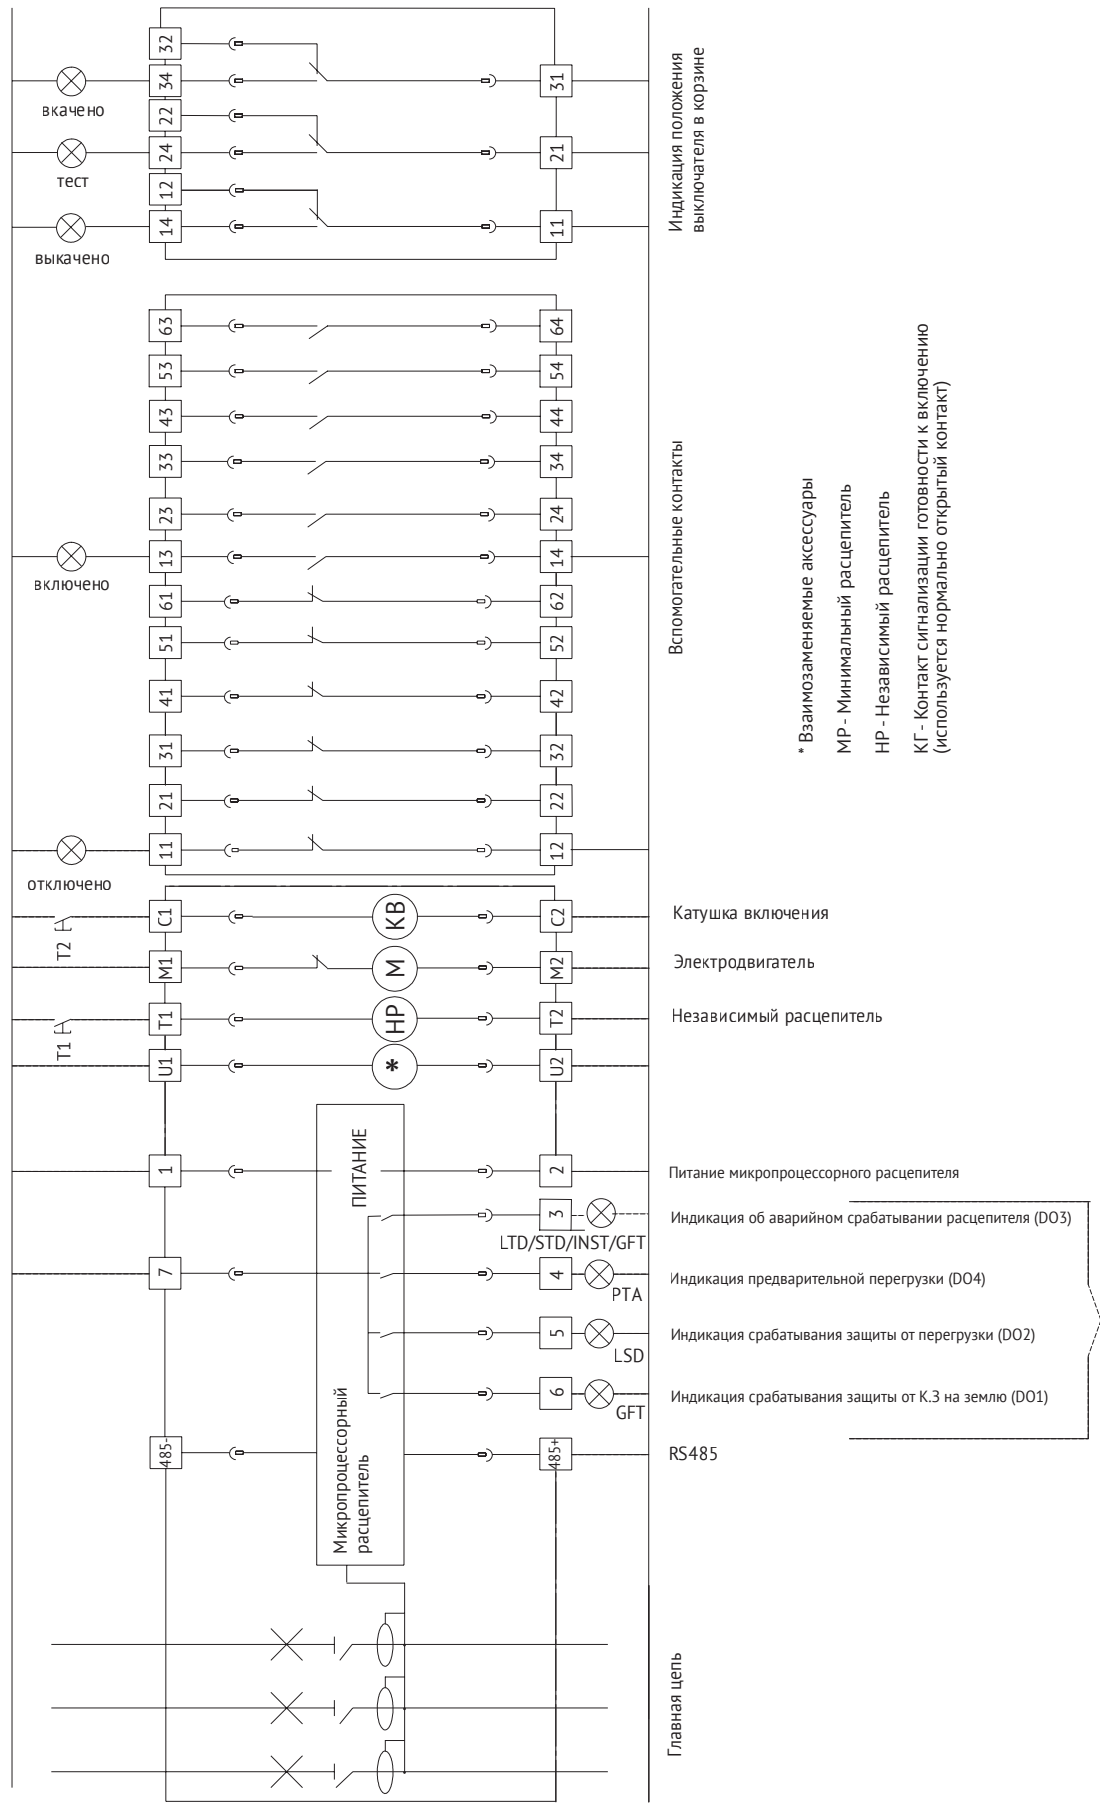 32
34
31
вкачено
22
24
21
тест
12
14
11
выкачено
Индикация положения
выключателя в корзине
63
64
53
54
43
44
33
34
23
24
13
14
включено
61
62
51
52
41
42
31
32
21
22
11
12
отключено
Вспомогательные контакты
* Взаимозаменяемые аксессуары
МР - Минимальный расцепитель
НР - Независимый расцепитель
КГ - Контакт сигнализации готовности к включению
(используется нормально открытый контакт)
T2
C1
КВ
C2
Катушка включения
M1
М
M2
Электродвигатель
T1
T1
НР
T2
Независимый расцепитель
U1
*
U2
1
ПИТАНИЕ
2
Питание микропроцессорного расцепителя
3
LTD/STD/INST/GFT
Индикация об аварийном срабатывании расцепителя (DO3)
7
4
PTA
Индикация предварительной перегрузки (DO4)
5
LSD
Индикация срабатывания защиты от перегрузки (DO2)
6
GFT
Индикация срабатывания защиты от К.З на землю (DO1)
485-
Микропроцессорный
расцепитель
485+
RS485
Главная цепь